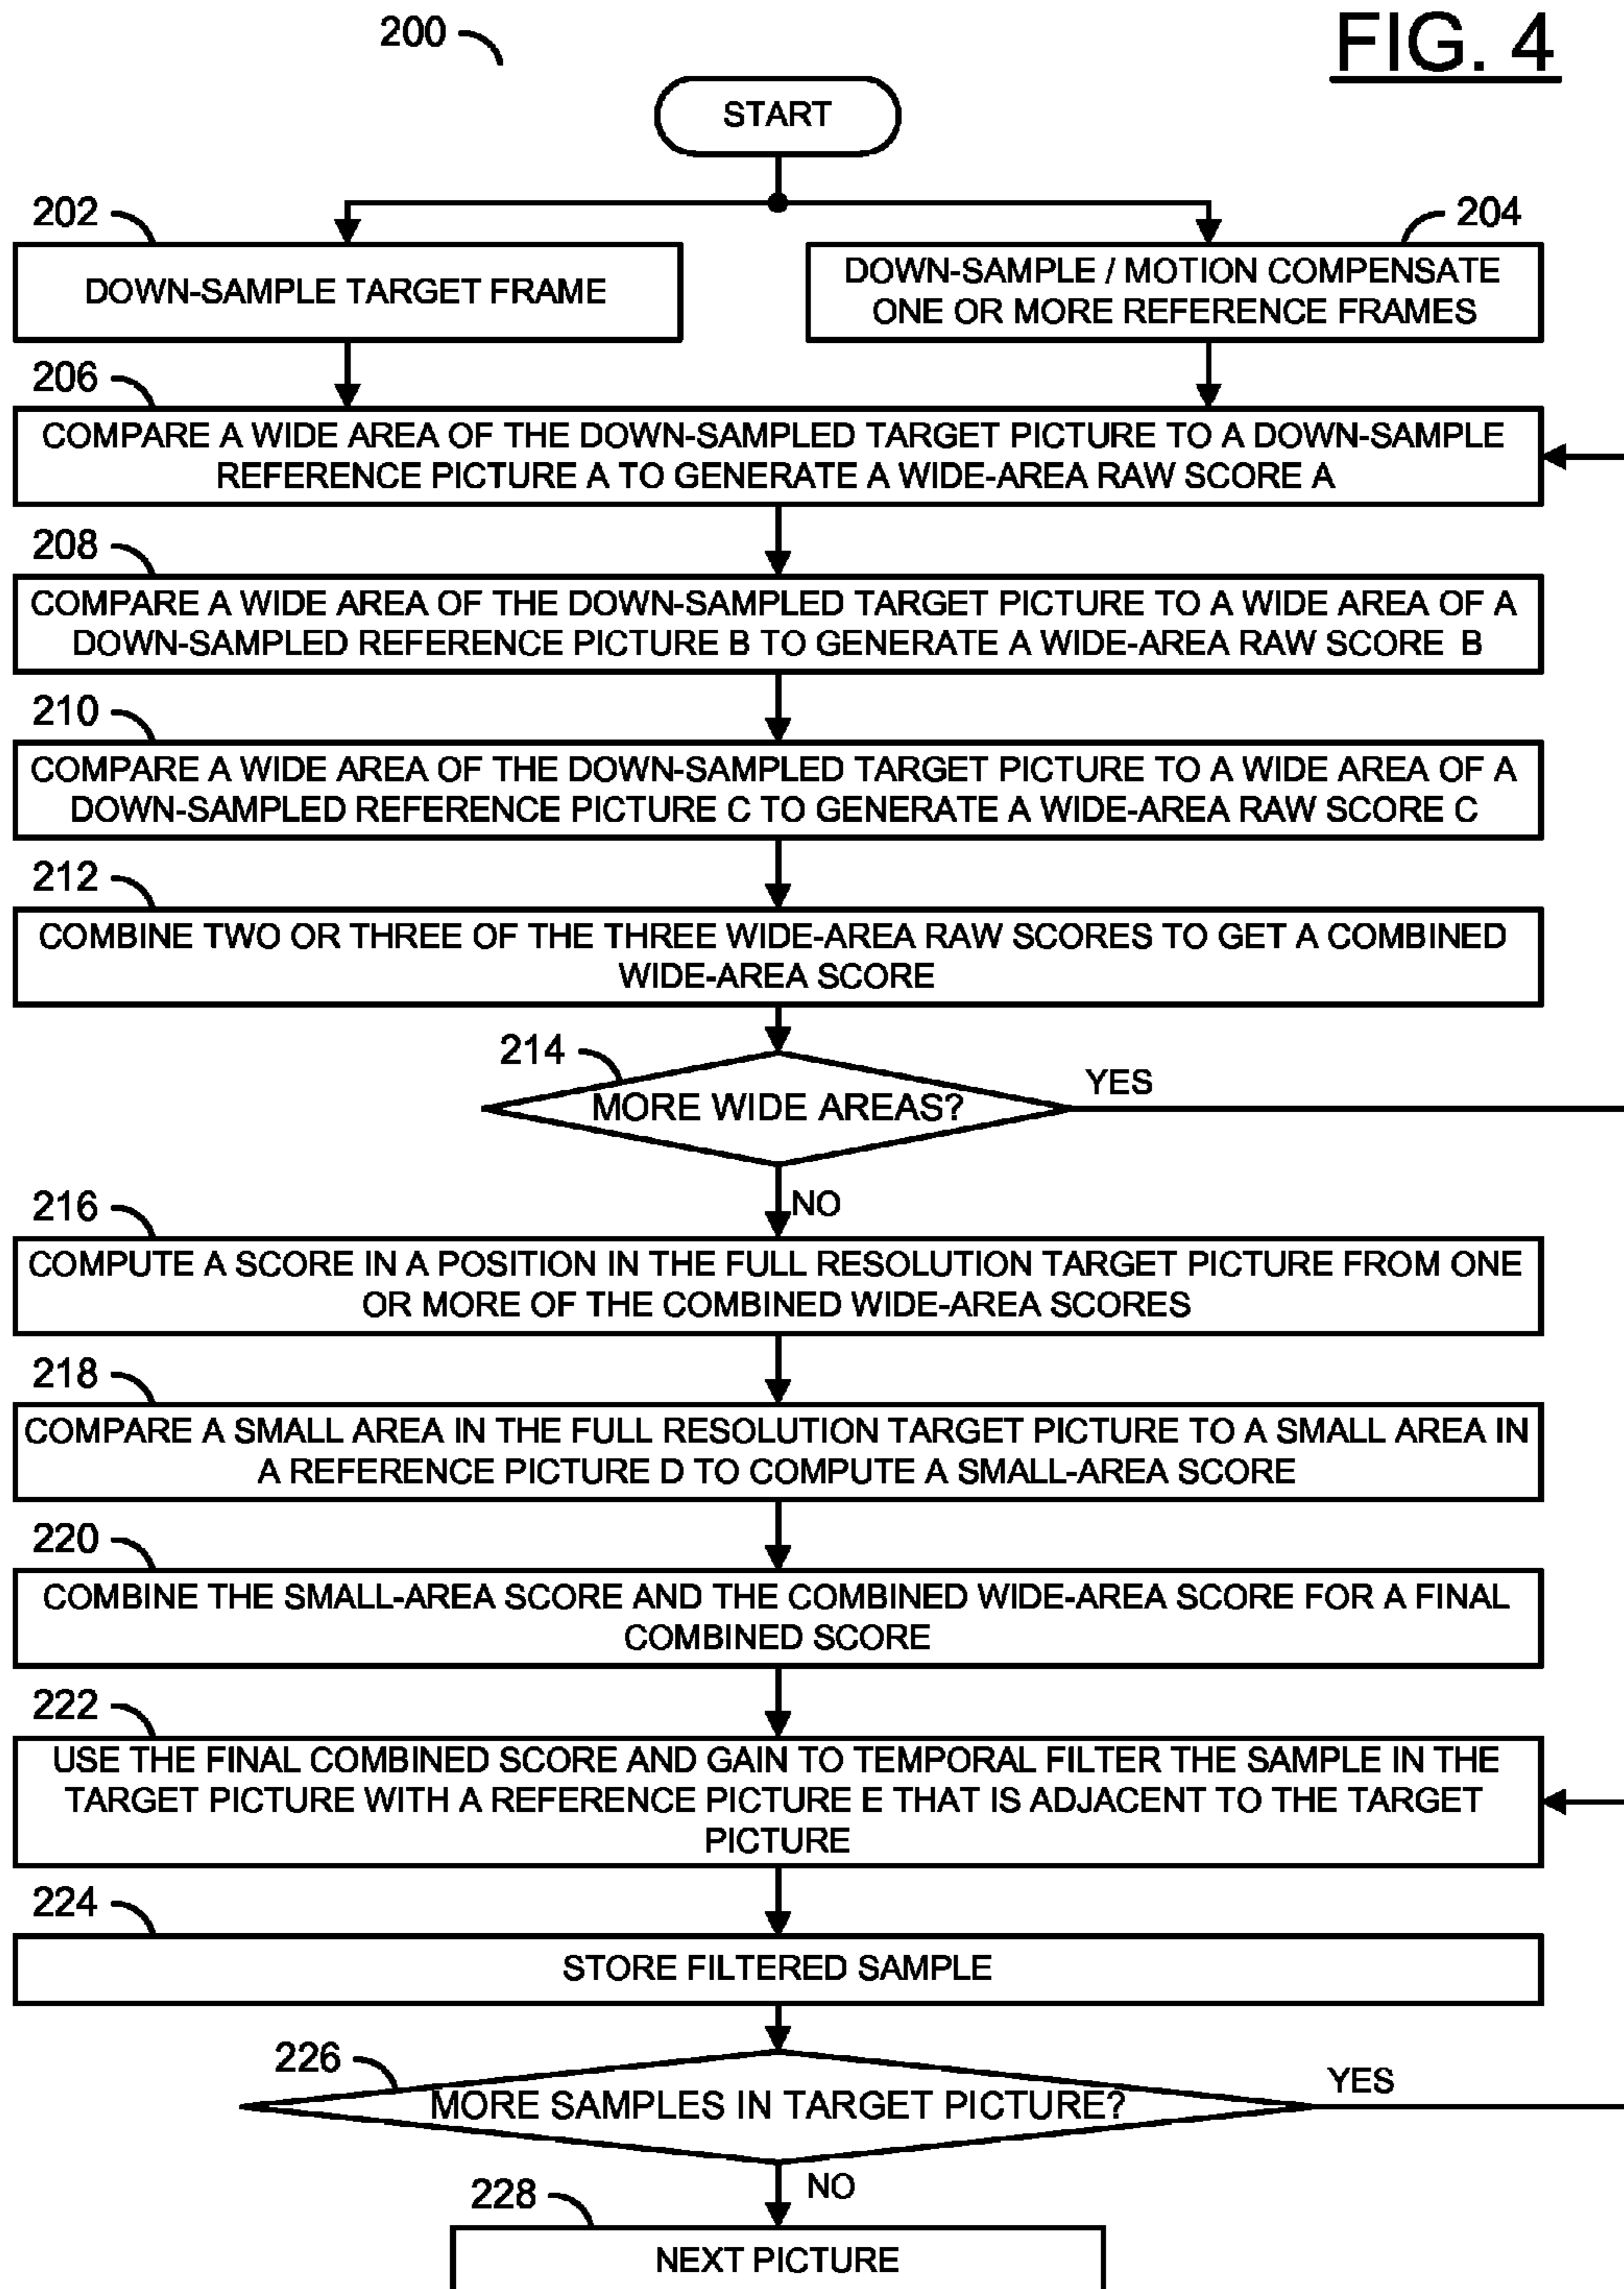 200
FIG. 4
START
202
204
DOWN-SAMPLE TARGET FRAME
DOWN-SAMPLE / MOTION COMPENSATE
ONE OR MORE REFERENCE FRAMES
206
COMPARE A WIDE AREA OF THE DOWN-SAMPLED TARGET PICTURE TO A DOWN-SAMPLE
REFERENCE PICTURE A TO GENERATE A WIDE-AREA RAW SCORE A
208
COMPARE A WIDE AREA OF THE DOWN-SAMPLED TARGET PICTURE TO A WIDE AREA OF A
DOWN-SAMPLED REFERENCE PICTURE B TO GENERATE A WIDE-AREA RAW SCORE B
210
COMPARE A WIDE AREA OF THE DOWN-SAMPLED TARGET PICTURE TO A WIDE AREA OF A
DOWN-SAMPLED REFERENCE PICTURE C TO GENERATE A WIDE-AREA RAW SCORE C
212
COMBINE TWO OR THREE OF THE THREE WIDE-AREA RAW SCORES TO GET A COMBINED
WIDE-AREA SCORE
214
MORE WIDE AREAS?
YES
NO
216
COMPUTE A SCORE IN A POSITION IN THE FULL RESOLUTION TARGET PICTURE FROM ONE
OR MORE OF THE COMBINED WIDE-AREA SCORES
218
COMPARE A SMALL AREA IN THE FULL RESOLUTION TARGET PICTURE TO A SMALL AREA IN
A REFERENCE PICTURE D TO COMPUTE A SMALL-AREA SCORE
220
COMBINE THE SMALL-AREA SCORE AND THE COMBINED WIDE-AREA SCORE FOR A FINAL
COMBINED SCORE
222
USE THE FINAL COMBINED SCORE AND GAIN TO TEMPORAL FILTER THE SAMPLE IN THE
TARGET PICTURE WITH A REFERENCE PICTURE E THAT IS ADJACENT TO THE TARGET
PICTURE
224
STORE FILTERED SAMPLE
226
MORE SAMPLES IN TARGET PICTURE?
YES
NO
228
NEXT PICTURE